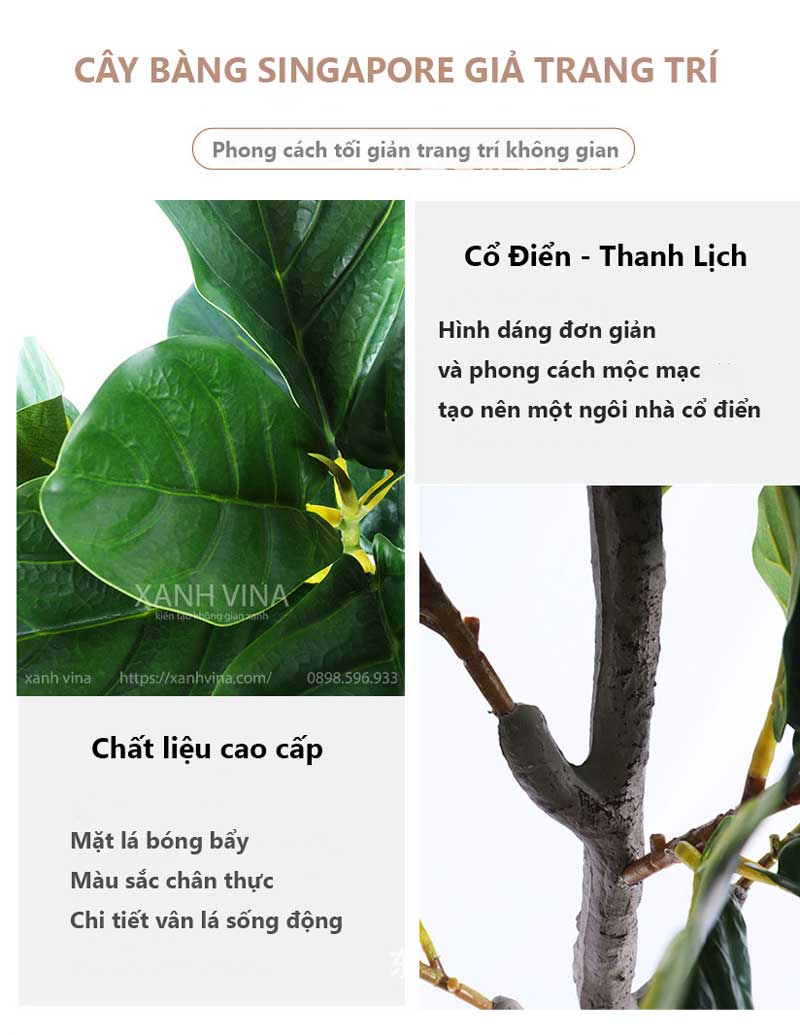 CÂY BÀNG SINGAPORE GIẢ TRANG TRÍ
Phong cách tối giản trang trí không gian
Cổ Điển - Thanh Lịch
Hình dáng đơn giản
và phong cách mộc mạc
tạo nên một ngôi nhà cổ điển
XANH VINA
kiến tạo không gian xanh
xanh vina https://xanhvina.com/ 0898.596.933
Chất liệu cao cấp
Mặt lá bóng bẩy
Màu sắc chân thực
Chi tiết vân lá sống động